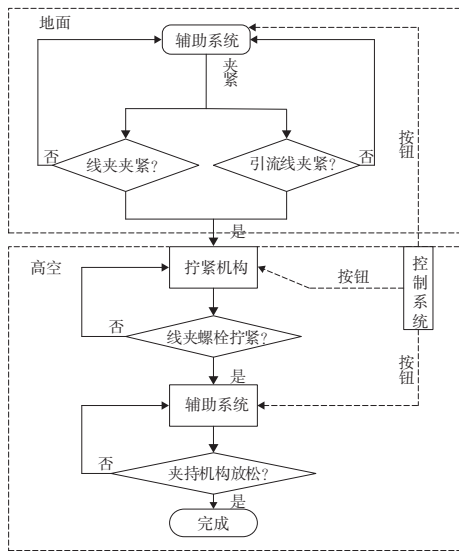 地面
辅助系统
夹紧
否
线夹夹紧？
引流线夹紧？
否
按钮
是
高空
拧紧机构
按钮
控制系统
否
线夹螺栓拧紧？
是
按钮
辅助系统
否
夹持机构放松？
是
完成